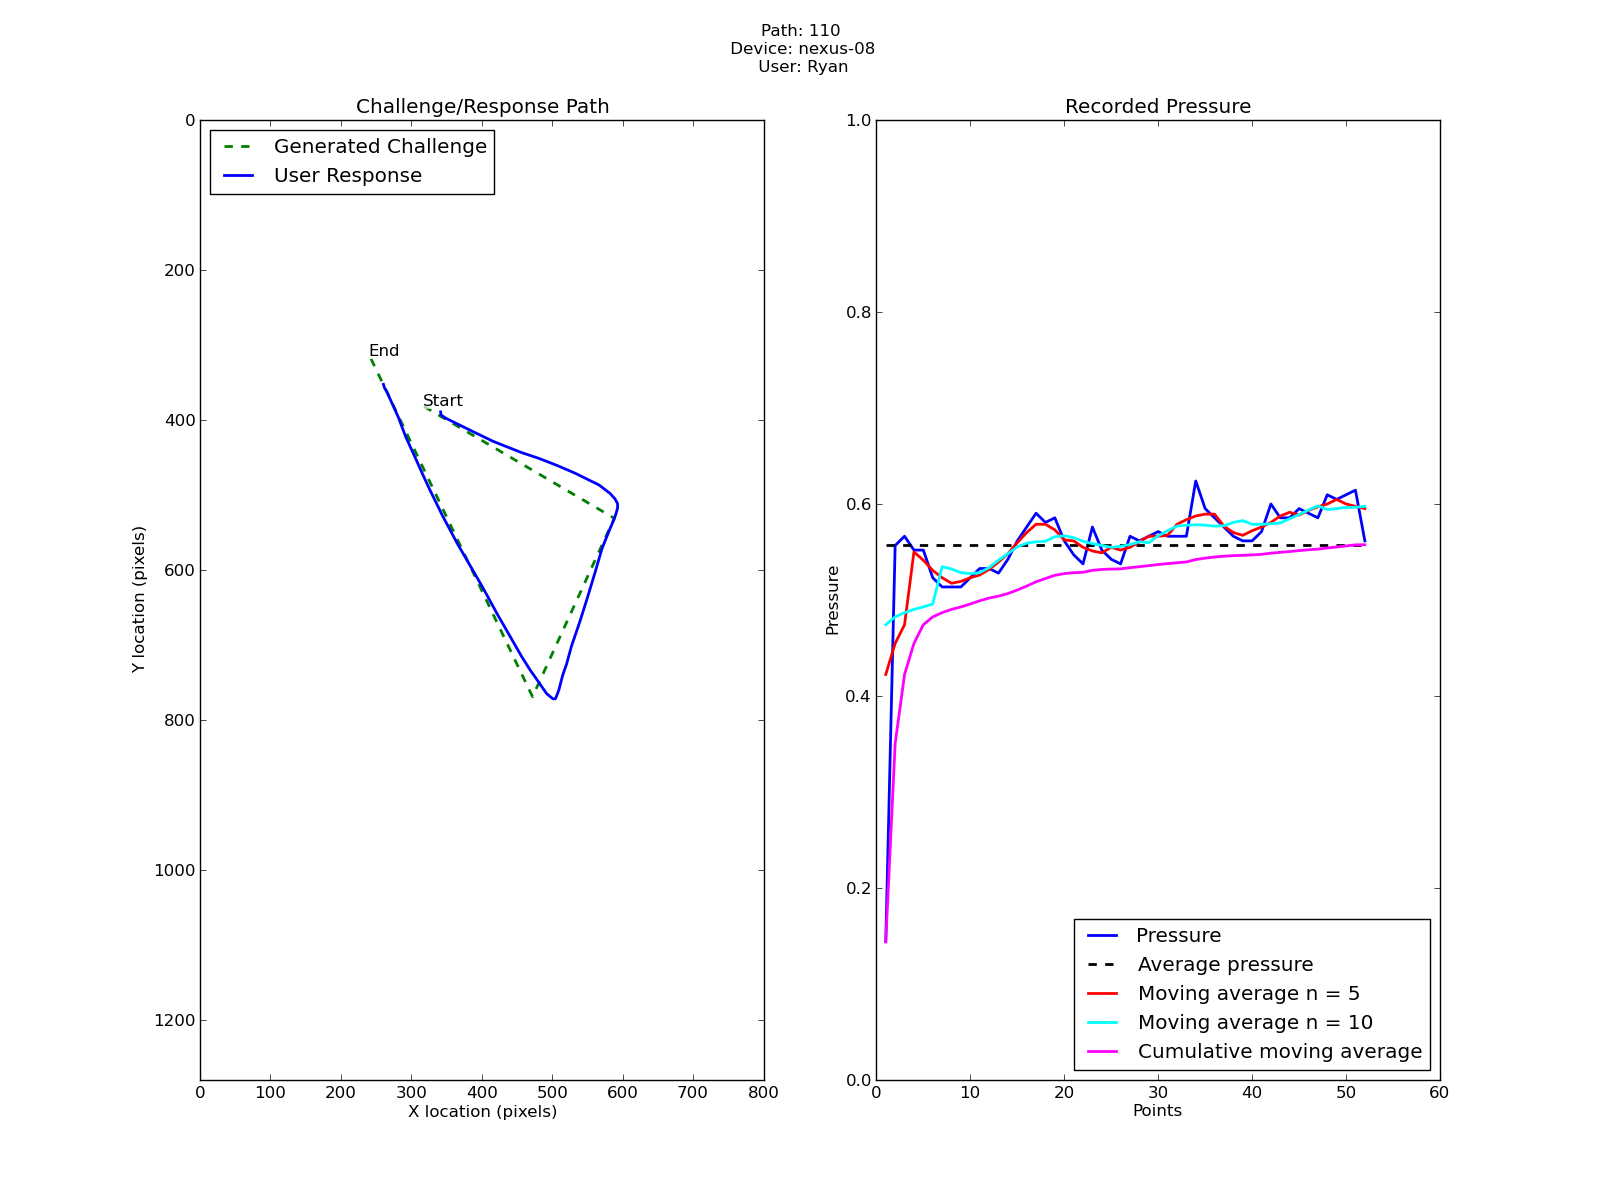 Path: 110
Device: nexus-08
User: Ryan
Challenge/Response Path
0
200
400
600
800
1000
1200
Y location (pixels)
Generated Challenge
User Response
End
Start
0 100 200 300 400 500 600 700 800
X location (pixels)
Recorded Pressure
1.0
0.8
0.6
0.4
0.2
0.0
Pressure
Pressure
Average pressure
Moving average n = 5
Moving average n = 10
Cumulative moving average
0 10 20 30 40 50 60
Points